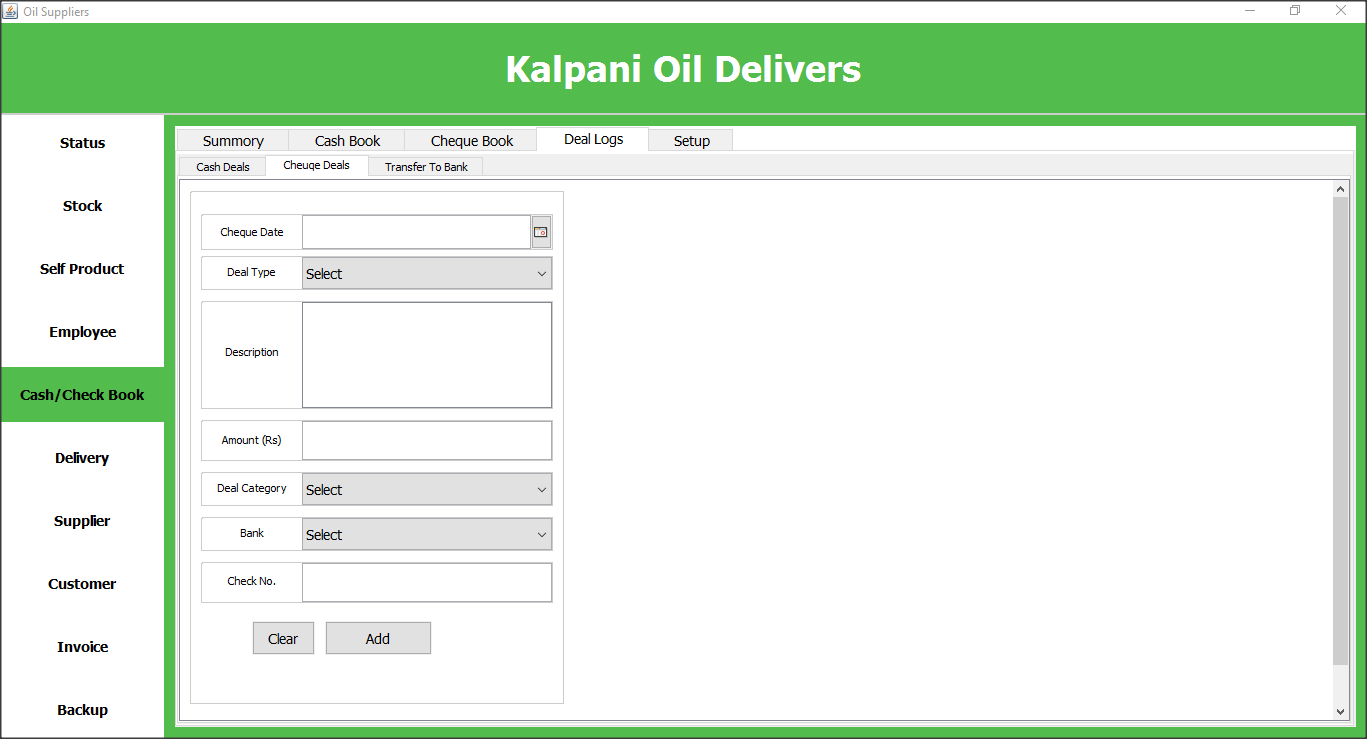 Oil Suppliers
Kalpani Oil Delivers
Status
Stock
Self Product
Employee
Cash/Check Book
Delivery
Supplier
Customer
Invoice
Backup
Summory Cash Book Cheque Book Deal Logs Setup
Cash Deals Cheuqe Deals Transfer To Bank
Cheque Date
Deal Type Select
Description
Amount (Rs)
Deal Category Select
Bank Select
Check No.
Clear Add